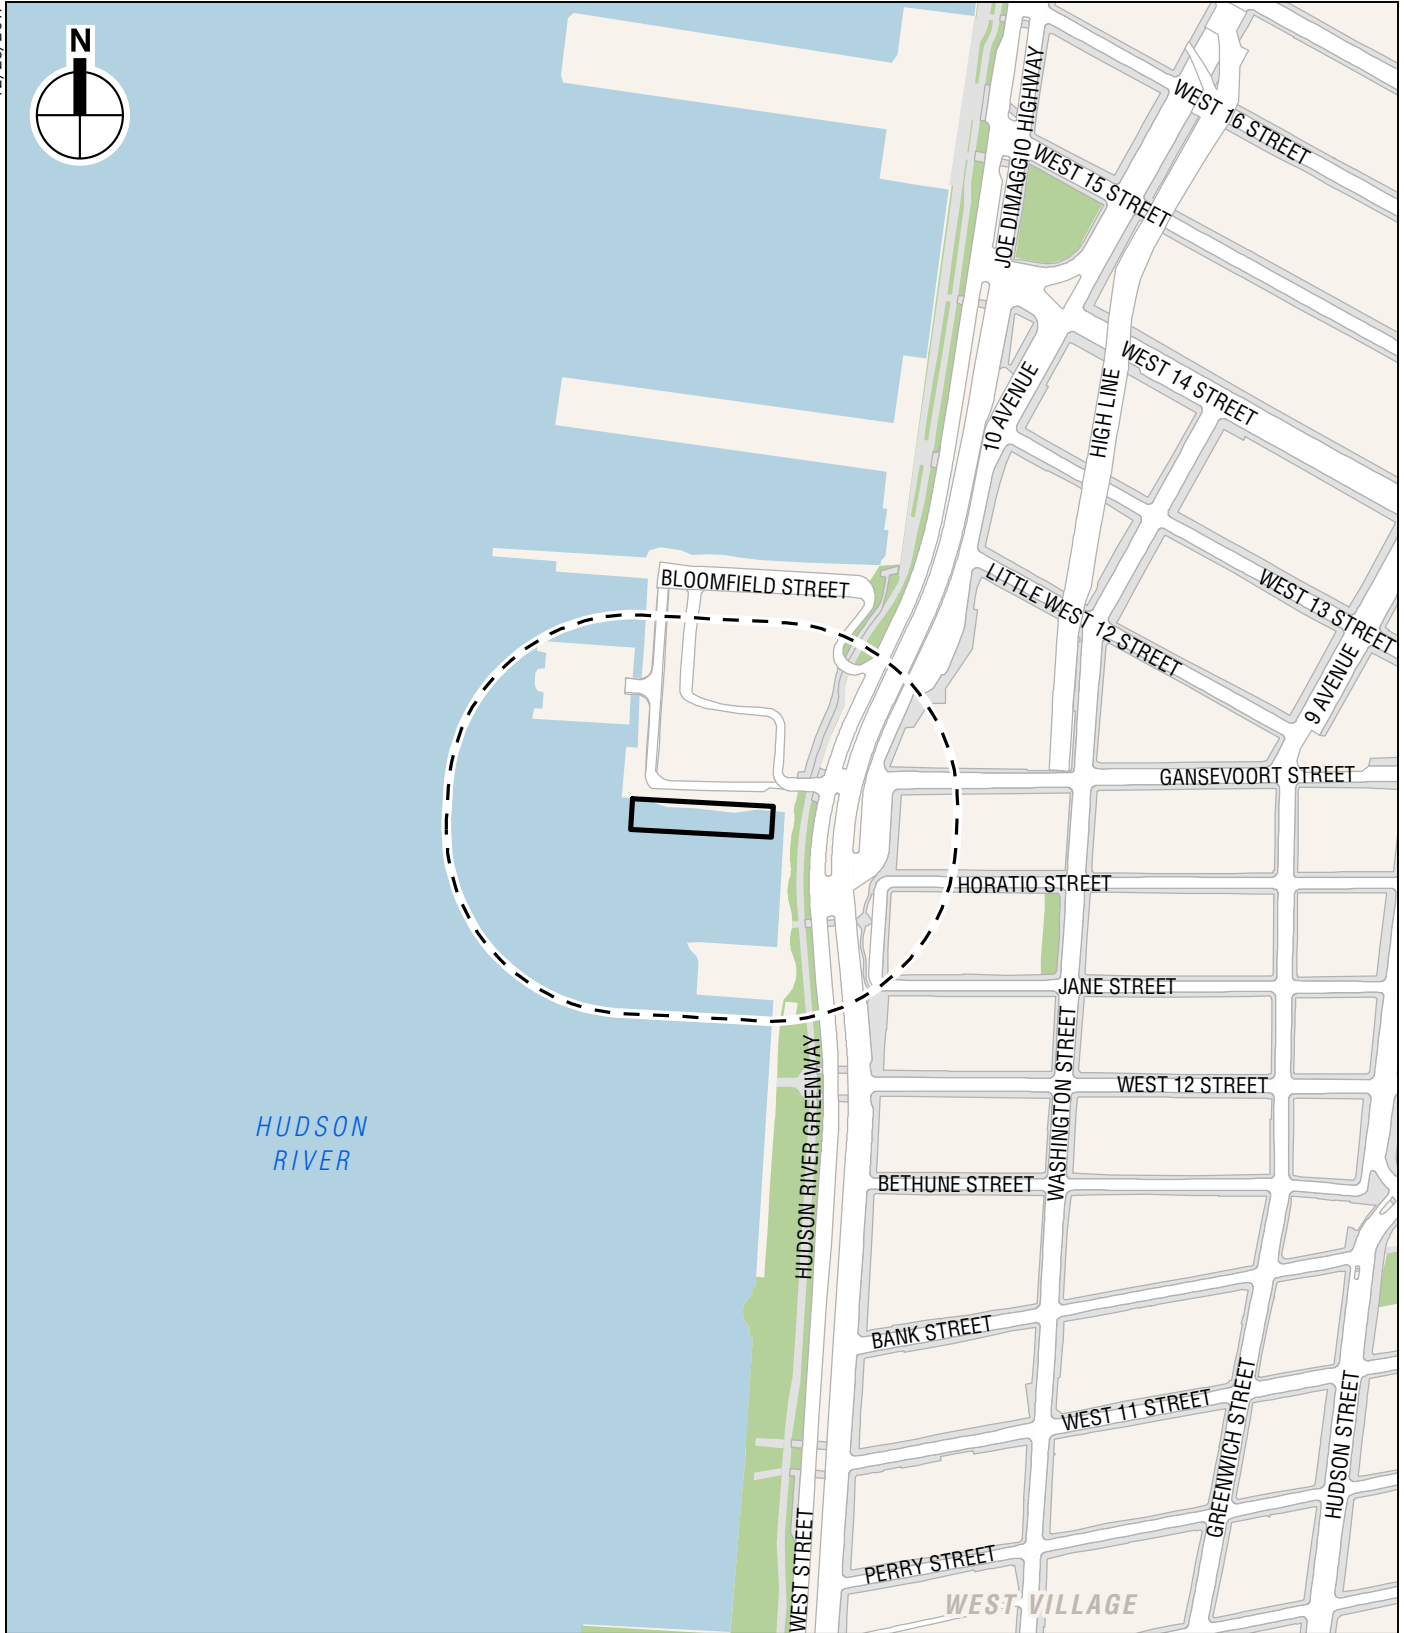 N
JOE DIMAGGIO HIGHWAY
WEST 16 STREET
WEST 15 STREET
WEST 14 STREET
10 AVENUE
HIGH LINE
BLOOMFIELD STREET
LITTLE WEST 12 STREET
WEST 13 STREET
9 AVENUE
GANSEVOORT STREET
HORATIO STREET
JANE STREET
WASHINGTON STREET
WEST 12 STREET
HUDSON RIVER GREENWAY
HUDSON
RIVER
BETHUNE STREET
BANK STREET
WEST 11 STREET
GREENWICH STREET
HUDSON STREET
WEST STREET
PERRY STREET
WEST VILLAGE